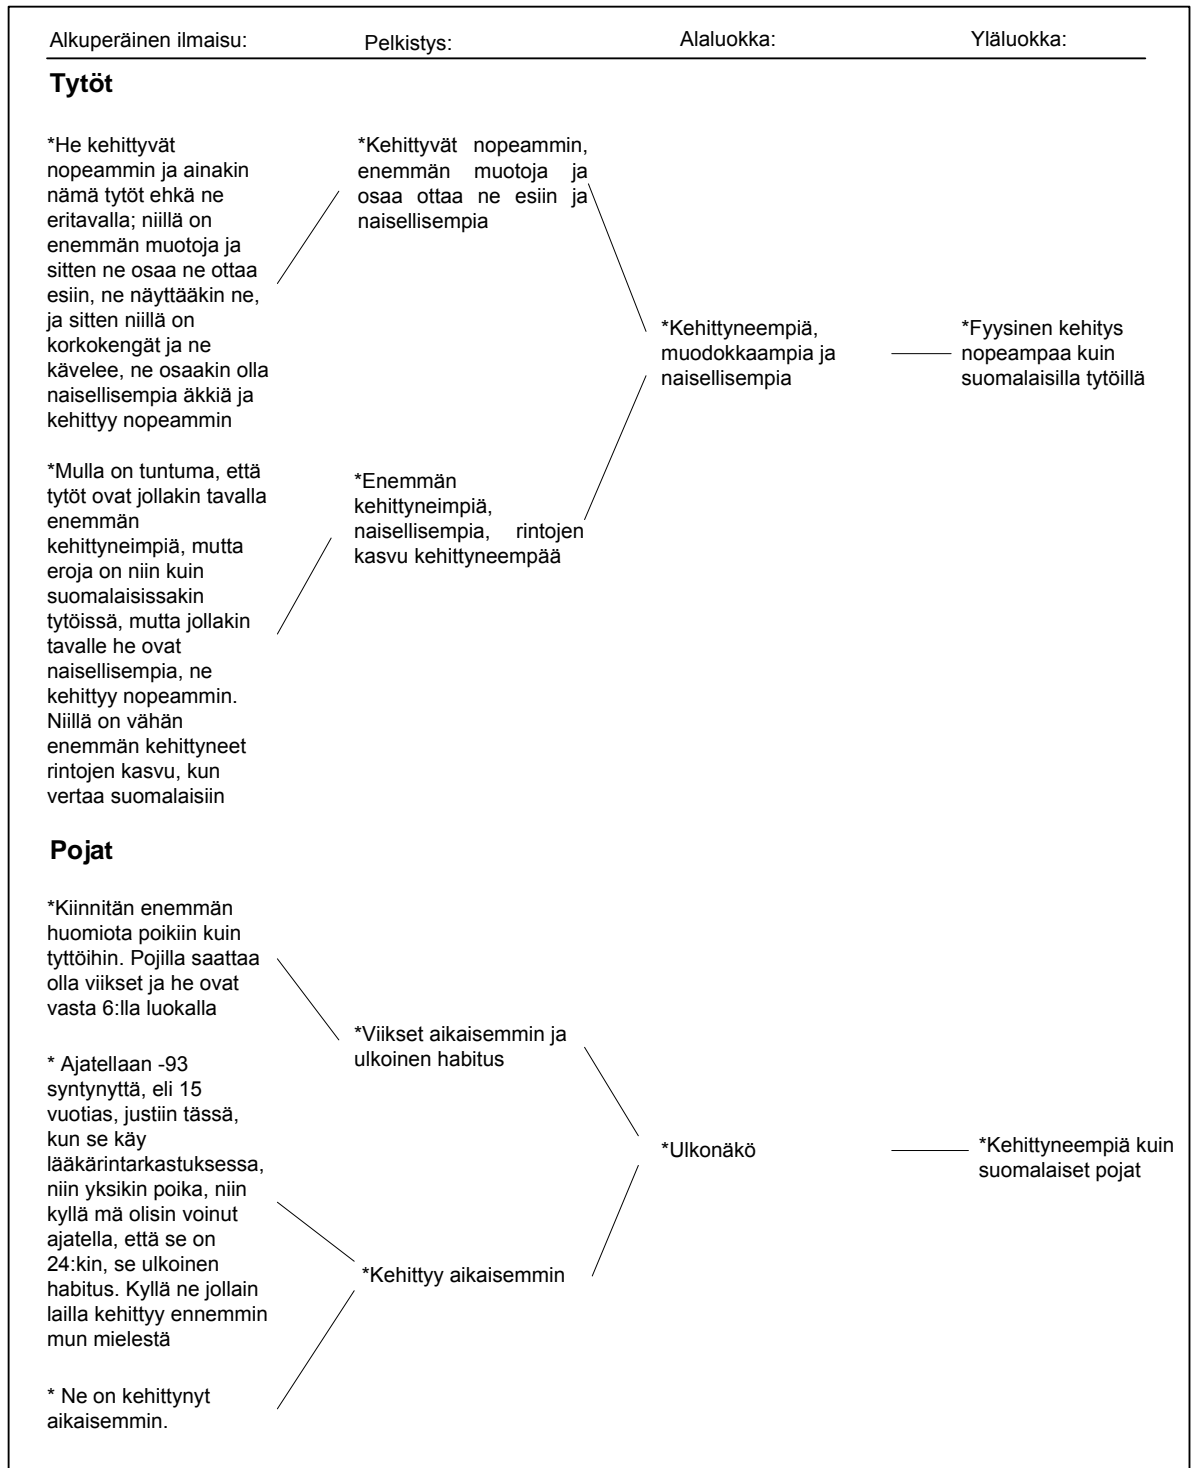 Alkuperäinen ilmaisu: Pelkistys: Alaluokka: Yläluokka:
Tytöt
*He kehittyvät
nopeammin ja ainakin
nämä tytöt ehkä ne
eritavalla; niillä on
enemmän muotoja ja
sitten ne osaa ne ottaa
esiin, ne näyttääkin ne,
ja sitten niillä on
korkokengät ja ne
kävelee, ne osaakin olla
naisellisempia äkkiä ja
kehittyy nopeammin
*Kehittyvät nopeammin,
enemmän muotoja ja
osaa ottaa ne esiin ja
naisellisempia
*Mulla on tuntuma, että
tytöt ovat jollakin tavalla
enemmän
kehittyneimpiä, mutta
eroja on niin kuin
suomalaisissakin
tytöissä, mutta jollakin
tavalle he ovat
naisellisempia, ne
kehittyy nopeammin.
Niillä on vähän
enemmän kehittyneet
rintojen kasvu, kun
vertaa suomalaisiin
*Enemmän
kehittyneimpiä,
naisellisempia, rintojen
kasvu kehittyneempää
*Kehittyneempiä,
muodokkaampia ja
naisellisempia
*Fyysinen kehitys
nopeampaa kuin
suomalaisilla tytöillä
Pojat
*Kiinnitän enemmän
huomiota poikiin kuin
tyttöihin. Pojilla saattaa
olla viikset ja he ovat
vasta 6:lla luokalla
*Viikset aikaisemmin ja
ulkoinen habitus
* Ajatellaan -93
syntynyttä, eli 15
vuotias, justiin tässä,
kun se käy
lääkärintarkastuksessa,
niin yksikin poika, niin
kyllä mä olisin voinut
ajatella, että se on
24:kin, se ulkoinen
habitus. Kyllä ne jollain
lailla kehittyy ennemmin
mun mielestä
*Kehittyy aikaisemmin
* Ne on kehittynyt
aikaisemmin.
*Ulkonäkö
*Kehittyneempiä kuin
suomalaiset pojat